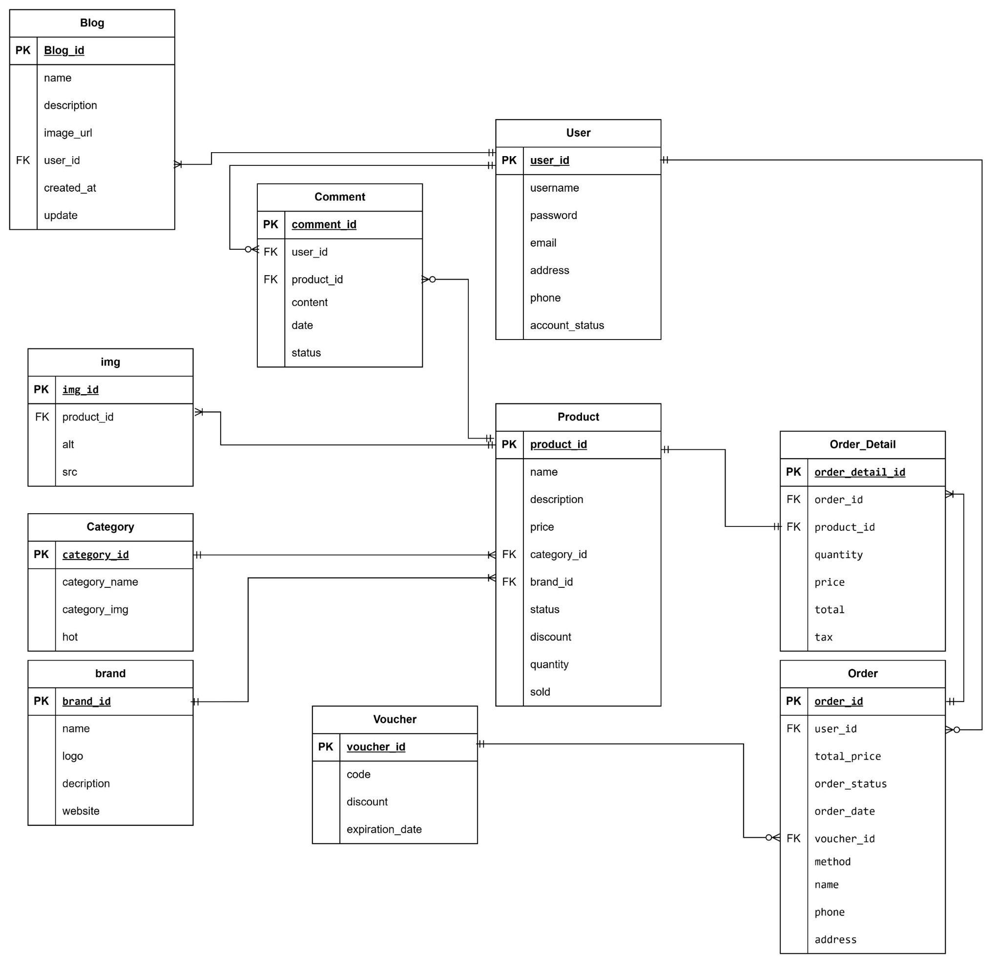 Blog
PK Blog_id
name
description
image_url
FK user_id
created_at
update
User
PK user_id
username
password
email
address
phone
account_status
Comment
PK comment_id
FK user_id
FK product_id
content
date
status
img
PK img_id
FK product_id
alt
src
Product
PK product_id
name
description
price
FK category_id
FK brand_id
status
discount
quantity
sold
Order_Detail
PK order_detail_id
FK order_id
FK product_id
quantity
price
total
tax
Category
PK category_id
category_name
category_img
hot
brand
PK brand_id
name
logo
decription
website
Voucher
PK voucher_id
code
discount
expiration_date
Order
PK order_id
FK user_id
total_price
order_status
order_date
FK voucher_id
method
name
phone
address